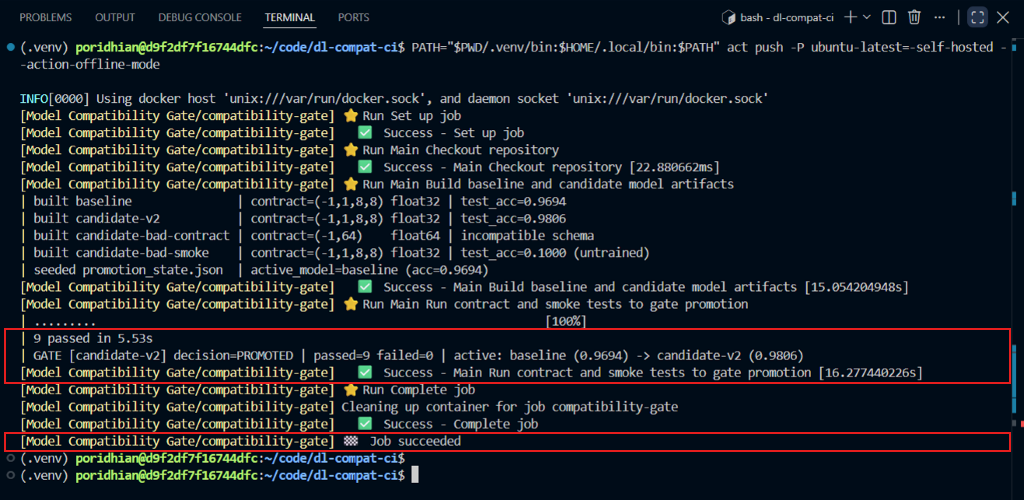 PROBLEMS OUTPUT DEBUG CONSOLE TERMINAL PORTS bash - dl-compat-ci
(.venv) poridhian@d9f2df7f16744dfc:~/code/dl-compat-ci$ PATH="$PWD/.venv/bin:$HOME/.local/bin:$PATH" act push -P ubuntu-latest=-self-hosted -
-action-offline-mode
INFO[0000] Using docker host 'unix:///var/run/docker.sock', and daemon socket 'unix:///var/run/docker.sock'
[Model Compatibility Gate/compatibility-gate] ⭐ Run Set up job
[Model Compatibility Gate/compatibility-gate] ✅ Success - Set up job
[Model Compatibility Gate/compatibility-gate] ⭐ Run Main Checkout repository
[Model Compatibility Gate/compatibility-gate] ✅ Success - Main Checkout repository [22.880662ms]
[Model Compatibility Gate/compatibility-gate] ⭐ Run Main Build baseline and candidate model artifacts
| built baseline | contract=(-1,1,8,8) float32 | test_acc=0.9694
| built candidate-v2 | contract=(-1,1,8,8) float32 | test_acc=0.9806
| built candidate-bad-contract | contract=(-1,64) float64 | incompatible schema
| built candidate-bad-smoke | contract=(-1,1,8,8) float32 | test_acc=0.1000 (untrained)
| seeded promotion_state.json | active_model=baseline (acc=0.9694)
[Model Compatibility Gate/compatibility-gate] ✅ Success - Main Build baseline and candidate model artifacts [15.054204948s]
[Model Compatibility Gate/compatibility-gate] ⭐ Run Main Run contract and smoke tests to gate promotion
| ......... [100%]
| 9 passed in 5.53s
| GATE [candidate-v2] decision=PROMOTED | passed=9 failed=0 | active: baseline (0.9694) -> candidate-v2 (0.9806)
[Model Compatibility Gate/compatibility-gate] ✅ Success - Main Run contract and smoke tests to gate promotion [16.277440226s]
[Model Compatibility Gate/compatibility-gate] ⭐ Run Complete job
[Model Compatibility Gate/compatibility-gate] Cleaning up container for job compatibility-gate
[Model Compatibility Gate/compatibility-gate] ✅ Success - Complete job
[Model Compatibility Gate/compatibility-gate] 🏁 Job succeeded
(.venv) poridhian@d9f2df7f16744dfc:~/code/dl-compat-ci$
(.venv) poridhian@d9f2df7f16744dfc:~/code/dl-compat-ci$